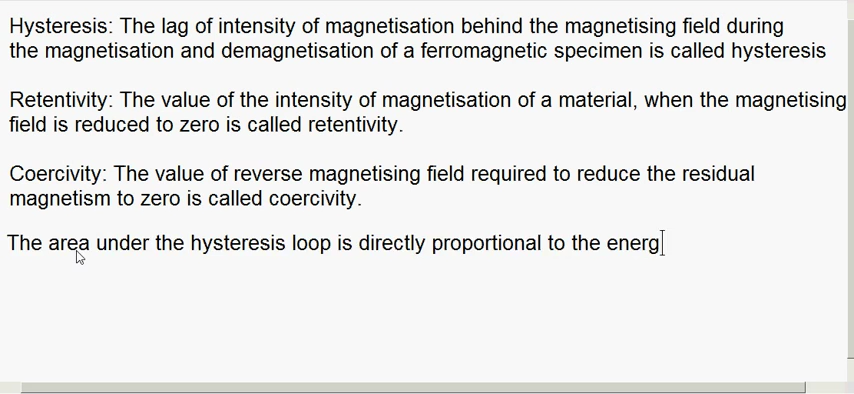 Hysteresis: The lag of intensity of magnetisation behind the magnetising field during
the magnetisation and demagnetisation of a ferromagnetic specimen is called hysteresis
Retentivity: The value of the intensity of magnetisation of a material, when the magnetising
field is reduced to zero is called retentivity.
Coercivity: The value of reverse magnetising field required to reduce the residual
magnetism to zero is called coercivity.
The area under the hysteresis loop is directly proportional to the energ